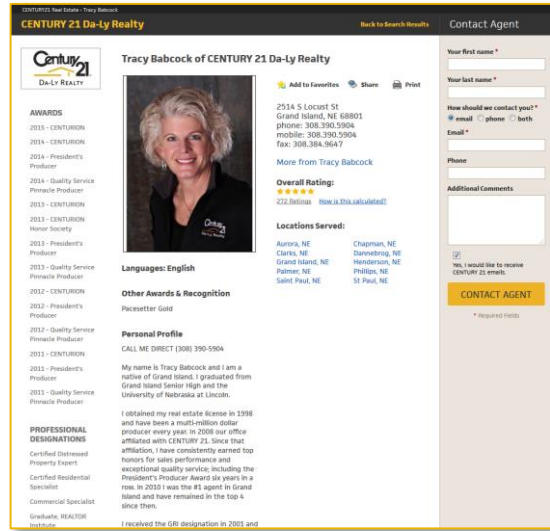 CENTURY21 Real Estate - Tracy Babcock
CENTURY 21 Da-Ly Realty
Back to Search Results
Century 21
DA-LY REALTY
AWARDS
2015 - CENTURION
2014 - CENTURION
2014 - President's
Producer
2014 - Quality Service
Pinnacle Producer
2013 - CENTURION
2013 - CENTURION
Honor Society
2013 - President's
Producer
2013 - Quality Service
Pinnacle Producer
2012 - CENTURION
2012 - President's
Producer
2012 - Quality Service
Pinnacle Producer
2011 - CENTURION
2011 - President's
Producer
2011 - Quality Service
Pinnacle Producer
PROFESSIONAL
DESIGNATIONS
Certified Distressed
Property Expert
Certified Residential
Specialist
Commercial Specialist
Graduate, REALTOR
Institute
Tracy Babcock of CENTURY 21 Da-Ly Realty
Century 21
Languages: English
Other Awards & Recognition
Pacesetter Gold
Personal Profile
CALL ME DIRECT (308) 390-5904
My name is Tracy Babcock and I am a
native of Grand Island. I graduated from
Grand Island Senior High and the
University of Nebraska at Lincoln.
I obtained my real estate license in 1998
and have been a multi-million dollar
producer every year. In 2008 our office
affiliated with CENTURY 21. Since that
affiliation, I have consistently earned top
honors for sales performance and
exceptional quality service; including the
President's Producer Award six years in a
row. In 2010 I was the #1 agent in Grand
Island and have remained in the top 4
since then.
I received the GRI designation in 2001 and
Add to Favorites Share Print
2514 S Locust St
Grand Island, NE 68801
phone: 308.390.5904
mobile: 308.390.5904
fax: 308.384.9647
More from Tracy Babcock
Overall Rating:
272 Ratings How is this calculated?
Locations Served:
Aurora, NE Chapman, NE
Clarks, NE Dannebrog, NE
Grand Island, NE Henderson, NE
Palmer, NE Phillips, NE
Saint Paul, NE St Paul, NE
Contact Agent
Your first name *
Your last name *
How should we contact you? *
email phone both
Email *
Phone
Additional Comments
Yes, I would like to receive
CENTURY 21 emails.
CONTACT AGENT
* Required Fields